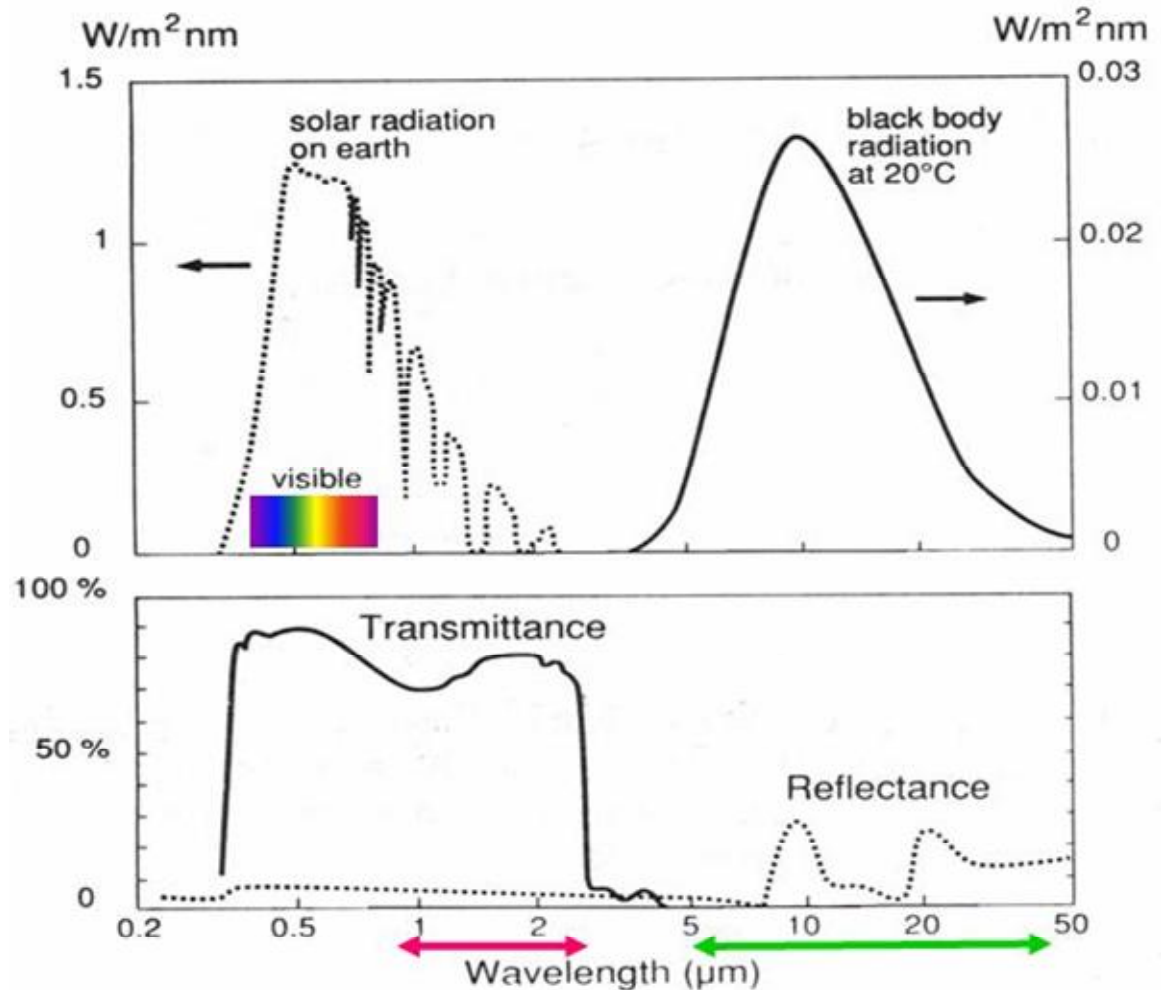 W/m²nm
W/m²nm
1.5
0.03
solar radiation
on earth
black body
radiation
at 20°C
1
0.02
0.5
0.01
visible
0
0
100 %
Transmittance
50 %
Reflectance
0
0.2
0.5
1
2
5
10
20
50
Wavelength (µm)